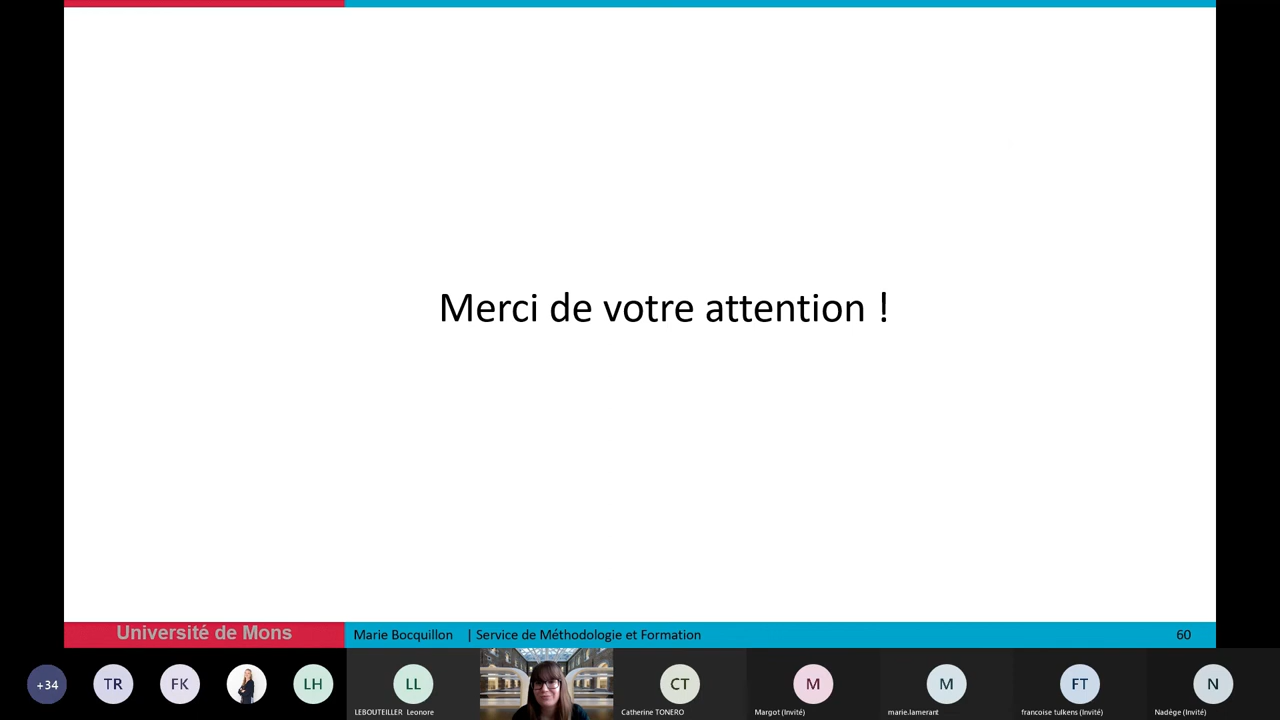 Merci de votre attention !
Université de Mons
Marie Bocquillon | Service de Méthodologie et Formation
60
+34
TR
FK
LH
LL
CT
M
M
FT
N
LEBOUTEILLER Leonore
Catherine TONERO
Margot (Invité)
marie.lamerant
francoise tulkens (Invité)
Nadège (Invité)